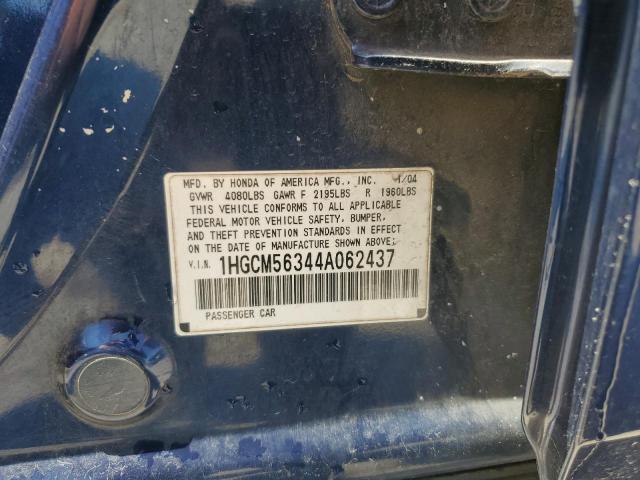 MFD. BY HONDA OF AMERICA MFG., INC. 1/04
GVWR 4080LBS GAWR F 2195LBS R 1960LBS
THIS VEHICLE CONFORMS TO ALL APPLICABLE
FEDERAL MOTOR VEHICLE SAFETY, BUMPER,
AND THEFT PREVENTION STANDARDS IN EFFECT
ON THE DATE OF MANUFACTURE SHOWN ABOVE:
V.I.N. 1HGCM56344A062437
PASSENGER CAR